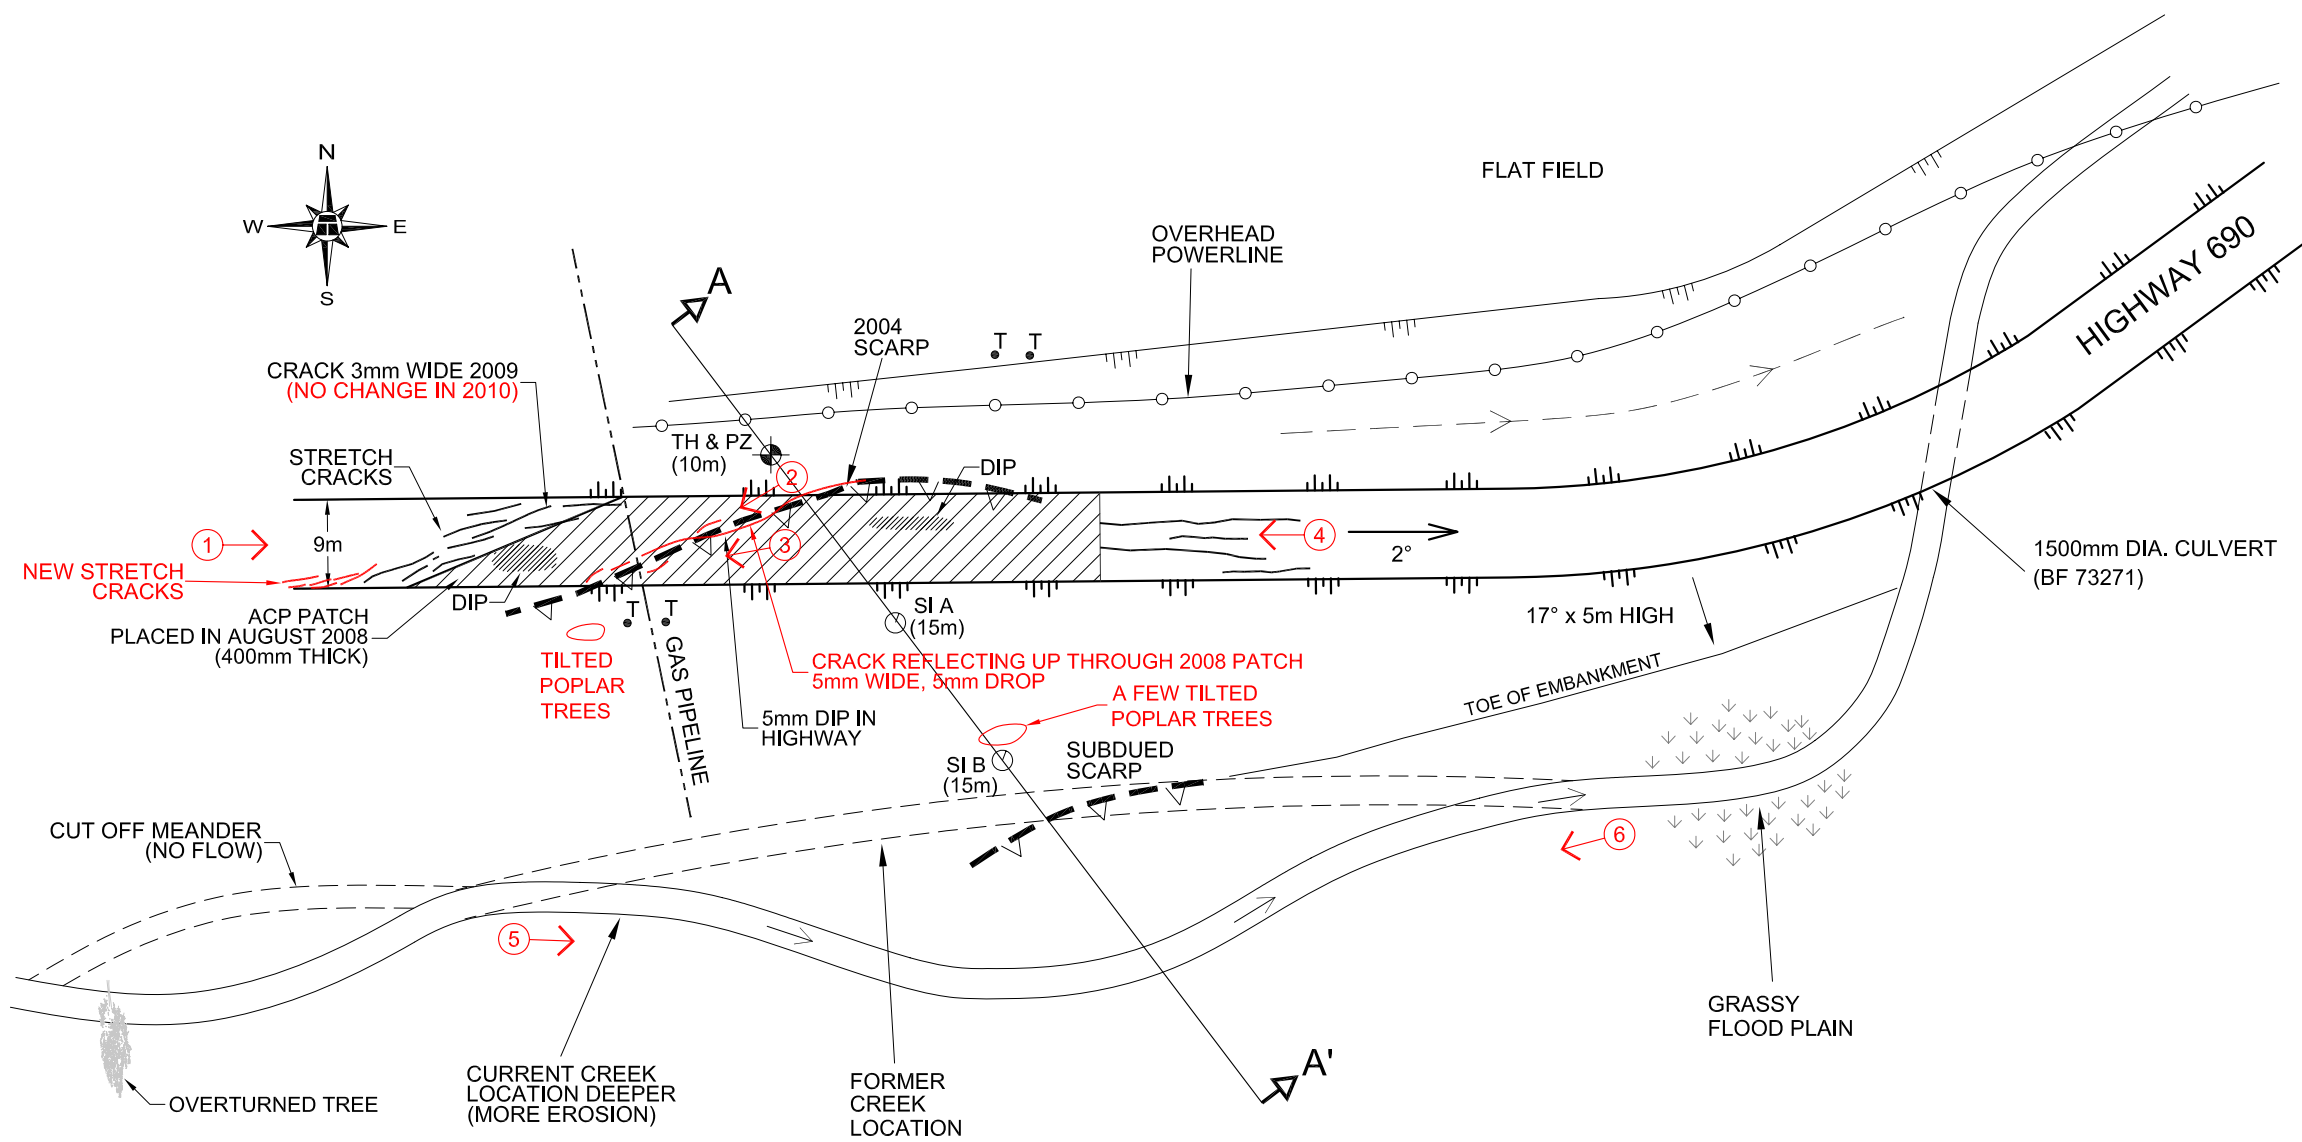 FLAT FIELD
N
W
E
S
OVERHEAD
POWERLINE
HIGHWAY 690
A
2004
SCARP
T
T
CRACK 3mm WIDE 2009
(NO CHANGE IN 2010)
TH & PZ
(10m)
STRETCH
CRACKS
2
DIP
1
9m
3
4
2°
NEW STRETCH
CRACKS
1500mm DIA. CULVERT
(BF 73271)
DIP
T
T
SI A
(15m)
17° x 5m HIGH
ACP PATCH
PLACED IN AUGUST 2008
(400mm THICK)
TILTED
POPLAR
TREES
GAS PIPELINE
CRACK REFLECTING UP THROUGH 2008 PATCH
5mm WIDE, 5mm DROP
A FEW TILTED
POPLAR TREES
TOE OF EMBANKMENT
5mm DIP IN
HIGHWAY
SUBDUED
SCARP
SI B
(15m)
CUT OFF MEANDER
(NO FLOW)
6
5
GRASSY
FLOOD PLAIN
A'
OVERTURNED TREE
CURRENT CREEK
LOCATION DEEPER
(MORE EROSION)
FORMER
CREEK
LOCATION